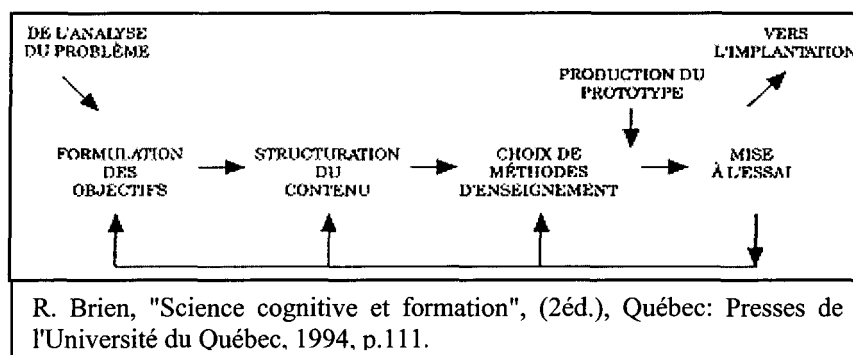 DE L'ANALYSE
DU PROBLÈME
VERS
L'IMPLANTATION
PRODUCTION DU
PROTOTYPE
FORMULATION
DES
OBJECTIFS
STRUCTURATION
DU
CONTENU
CHOIX DE
MÉTHODES
D'ENSEIGNEMENT
MISE
À L'ESSAI
R. Brien, "Science cognitive et formation", (2éd.), Québec: Presses de
l'Université du Québec, 1994, p.111.